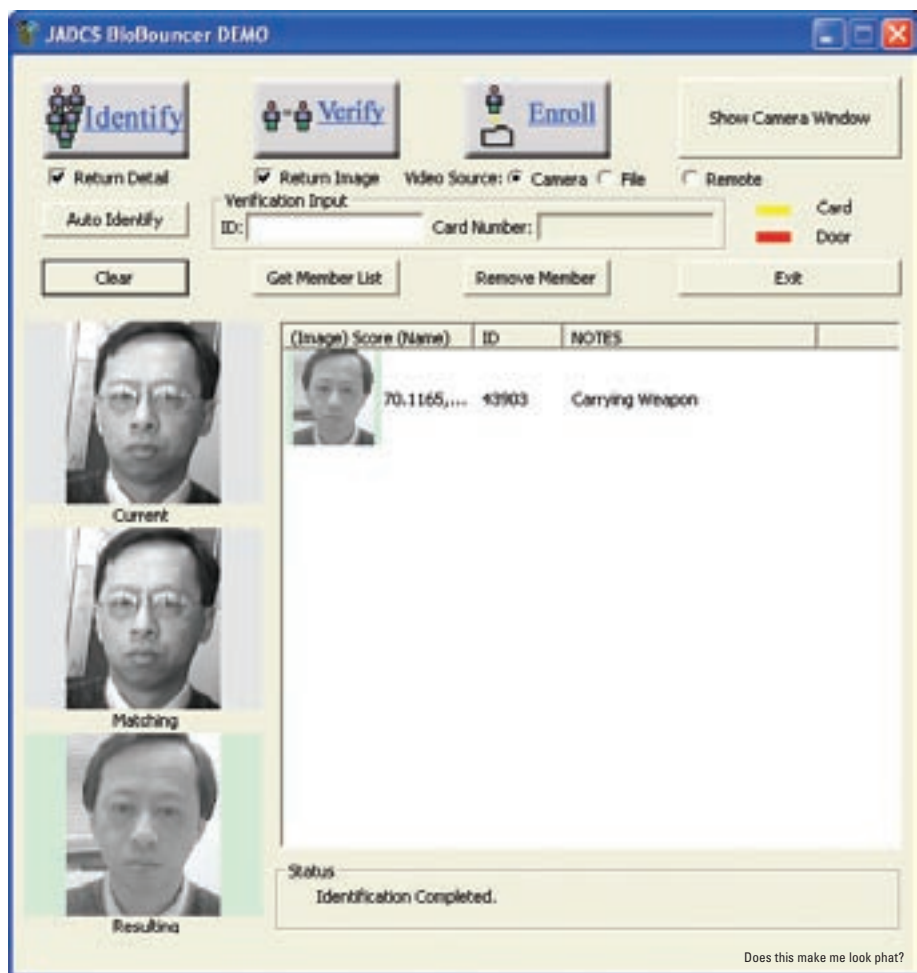 JADCS BioBouncer DEMO
Identify Verify Enroll Show Camera Window
Return Detail Return Image Video Source: Camera File Remote
Auto Identify Verification Input ID: Card Number: Card
Door
Clear Get Member List Remove Member Exit
(Image) Score (Name) ID NOTES
70.1165,... 43903 Carrying Weapon
Current
Matching
Resulting
Status
Identification Completed.
Does this make me look phat?